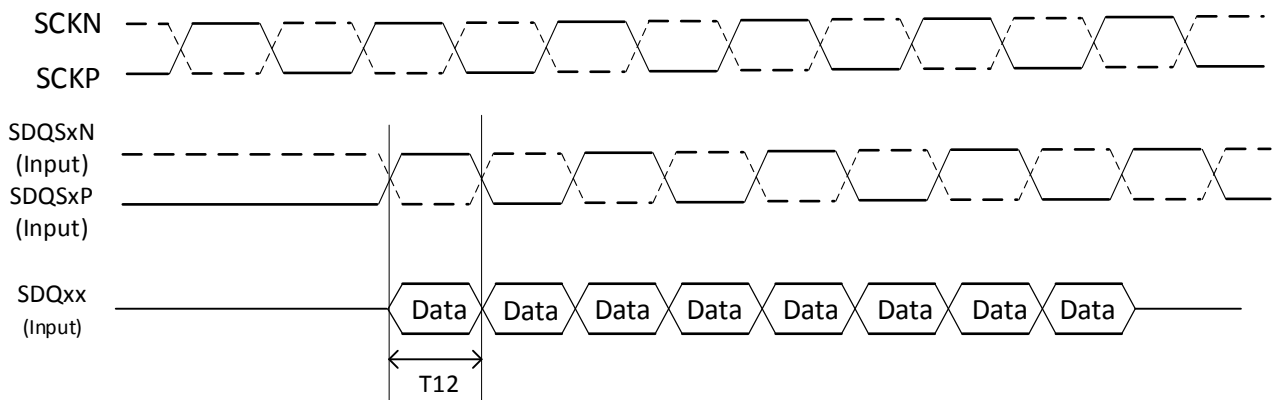 SCKN
SCKP
SDQSxN
(Input)
SDQSxP
(Input)
SDQxx
(Input)
Data Data Data Data Data Data Data Data
T12